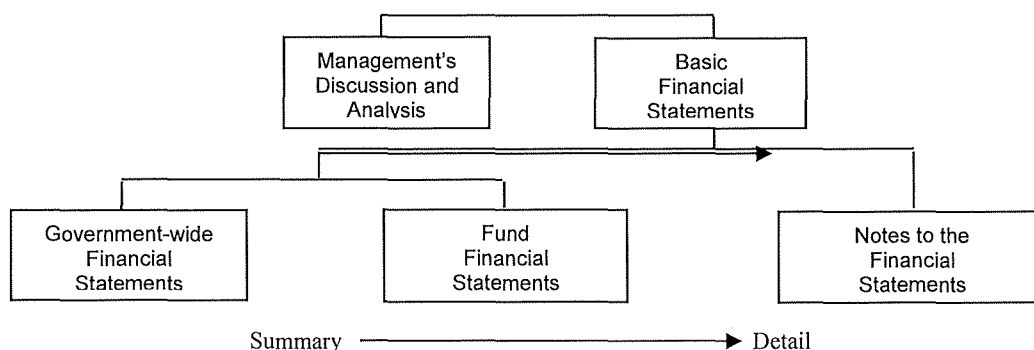 Management's
Discussion and
Analysis
Basic
Financial
Statements
Government-wide
Financial
Statements
Fund
Financial
Statements
Notes to the
Financial
Statements
Summary Detail